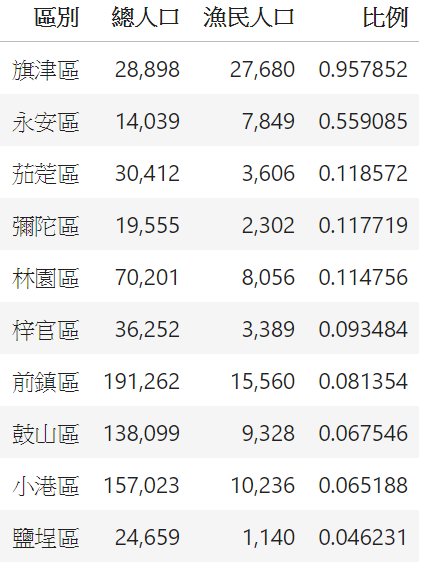 區別 總人口 漁民人口 比例
旗津區 28,898 27,680 0.957852
永安區 14,039 7,849 0.559085
茄萣區 30,412 3,606 0.118572
彌陀區 19,555 2,302 0.117719
林園區 70,201 8,056 0.114756
梓官區 36,252 3,389 0.093484
前鎮區 191,262 15,560 0.081354
鼓山區 138,099 9,328 0.067546
小港區 157,023 10,236 0.065188
鹽埕區 24,659 1,140 0.046231